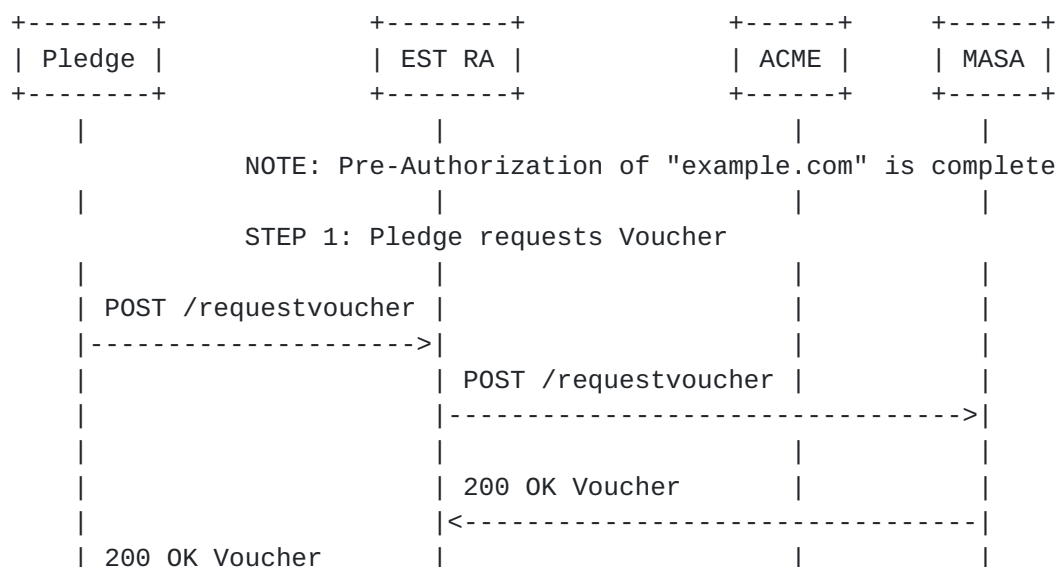 +--------+             +--------+             +------+     +------+
| Pledge |             | EST RA |             | ACME |     | MASA |
+--------+             +--------+             +------+     +------+
    |                      |                      |           |
               NOTE: Pre-Authorization of "example.com" is complete
    |                      |                      |           |
               STEP 1: Pledge requests Voucher
    |                      |                      |           |
    | POST /requestvoucher |                      |           |
    |--------------------->|                      |           |
    |                      | POST /requestvoucher |           |
    |                      |--------------------------------->|
    |                      |                      |           |
    |                      | 200 OK Voucher       |           |
    |                      |<---------------------------------|
    | 200 OK Voucher       |                      |           |